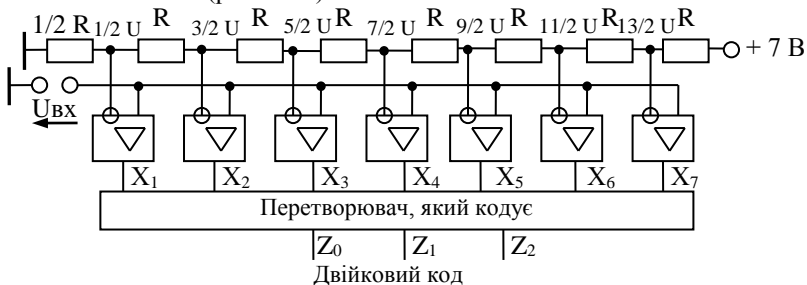 1/2 R 1/2 U R 3/2 U R 5/2 U R 7/2 U R 9/2 U R 11/2 U R 13/2 U R + 7 В
Uвх
X1 X2 X3 X4 X5 X6 X7
Перетворювач, який кодує
Z0 Z1 Z2
Двійковий код